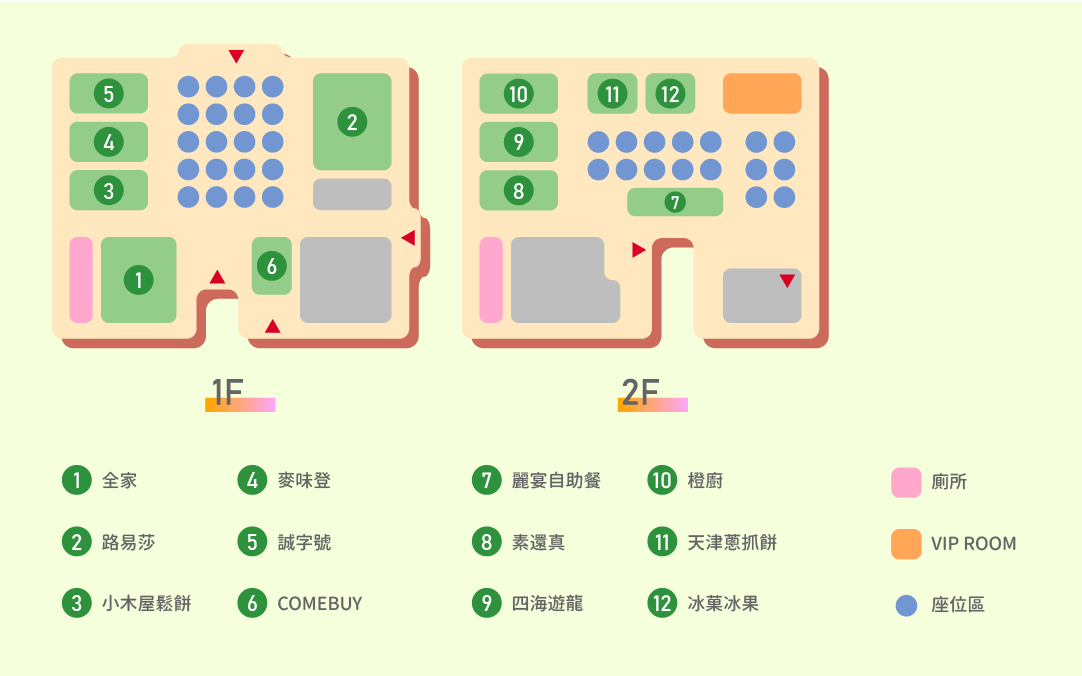 5
4
3
2
1
6
10
11
12
9
8
7
1F
2F
1 全家
4 麥味登
7 麗宴自助餐
10 橙廚
廁所
2 路易莎
5 誠字號
8 素還真
11 天津蔥抓餅
VIP ROOM
3 小木屋鬆餅
6 COMEBUY
9 四海遊龍
12 冰菓冰果
座位區